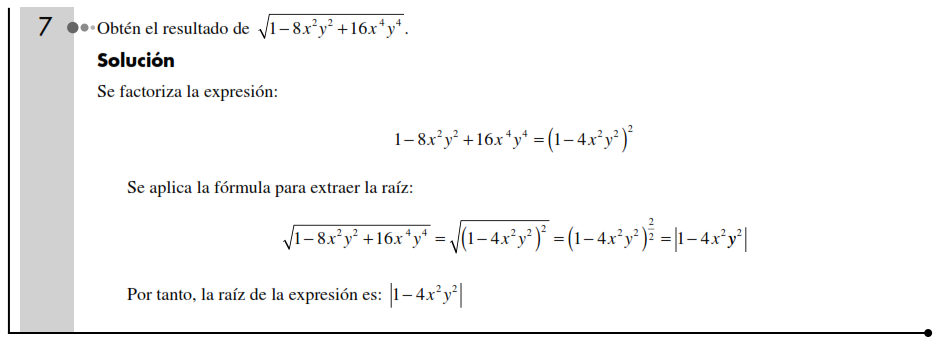 7 Obtén el resultado de √(1−8x²y²+16x⁴y⁴).
Solución
Se factoriza la expresión:
1−8x²y²+16x⁴y⁴=(1−4x²y²)²
Se aplica la fórmula para extraer la raíz:
√(1−8x²y²+16x⁴y⁴) = √((1−4x²y²)²) = (1−4x²y²)^(2/2) = |1−4x²y²|
Por tanto, la raíz de la expresión es: |1−4x²y²|